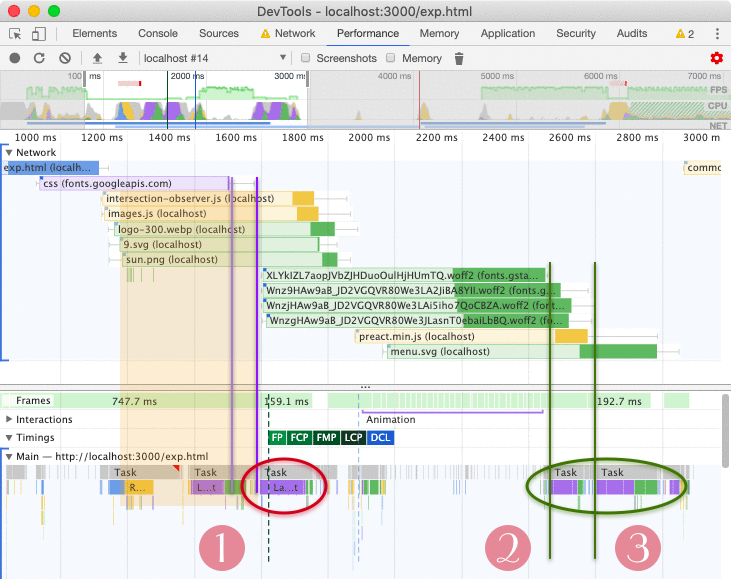 DevTools - localhost:3000/exp.html
Elements Console Sources Network Performance Memory Application Security Audits 2
localhost #14 Screenshots Memory
100 ms 2000 ms 3000 ms 4000 ms 5000 ms 6000 ms 7000 ms
FPS
CPU
NET
1000 ms 1200 ms 1400 ms 1600 ms 1800 ms 2000 ms 2200 ms 2400 ms 2600 ms 2800 ms 3000 m
Network
exp.html (localh... commo
css (fonts.googleapis.com)
intersection-observer.js (localhost)
images.js (localhost)
logo-300.webp (localhost)
9.svg (localhost)
sun.png (localhost)
XLYkIZL7aopJVbZJHDuoOulHjHUmTQ.woff2 (fonts.gsta...
Wnz9HAw9aB_JD2VGQVR80We3LA2JiBA8YII.woff2 (fonts.g...
WnzjHAw9aB_JD2VGQVR80We3LAi5iho7QoCBZA.woff2 (font...
WnzgHAw9aB_JD2VGQVR80We3JLasnT0ebaiLbBQ.woff2 (fo...
preact.min.js (localhost)
menu.svg (localhost)
...
Frames 747.7 ms 159.1 ms 192.7 ms
Interactions Animation
Timings FP FCP FMP LCP DCL
Main — http://localhost:3000/exp.html
Task Task Task Task Task
R... L...t La...t
1 2 3